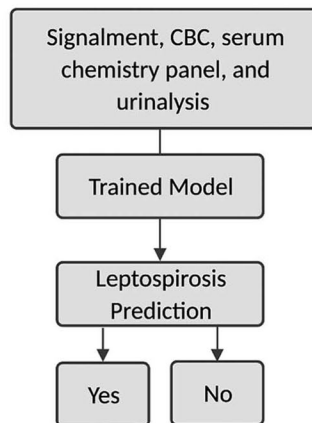 Signalment, CBC, serum
chemistry panel, and
urinalysis
Trained Model
Leptospirosis
Prediction
Yes
No